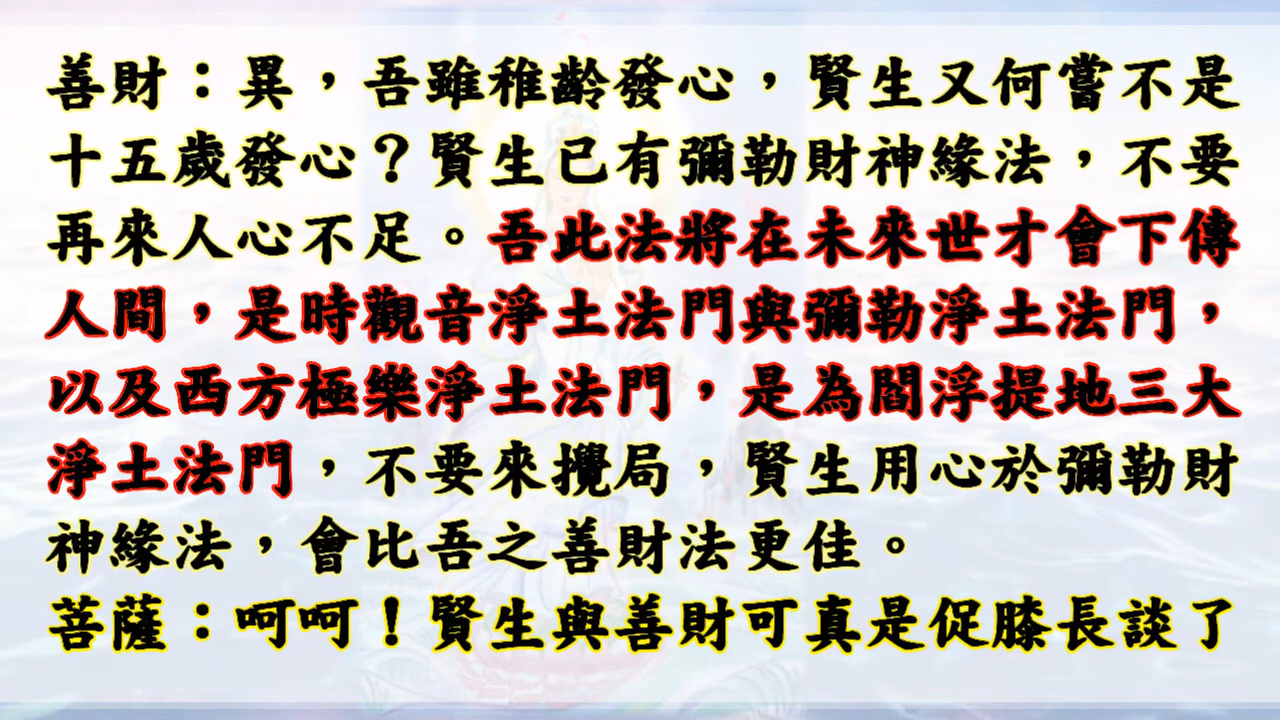 善財：異，吾雖稚齡發心，賢生又何嘗不是
十五歲發心？賢生已有彌勒財神緣法，不要
再來人心不足。吾此法將在未來世才會下傳
人間，是時觀音淨土法門與彌勒淨土法門，
以及西方極樂淨土法門，是為閻浮提地三大
淨土法門，不要來攪局，賢生用心於彌勒財
神緣法，會比吾之善財法更佳。
菩薩：呵呵！賢生與善財可真是促膝長談了